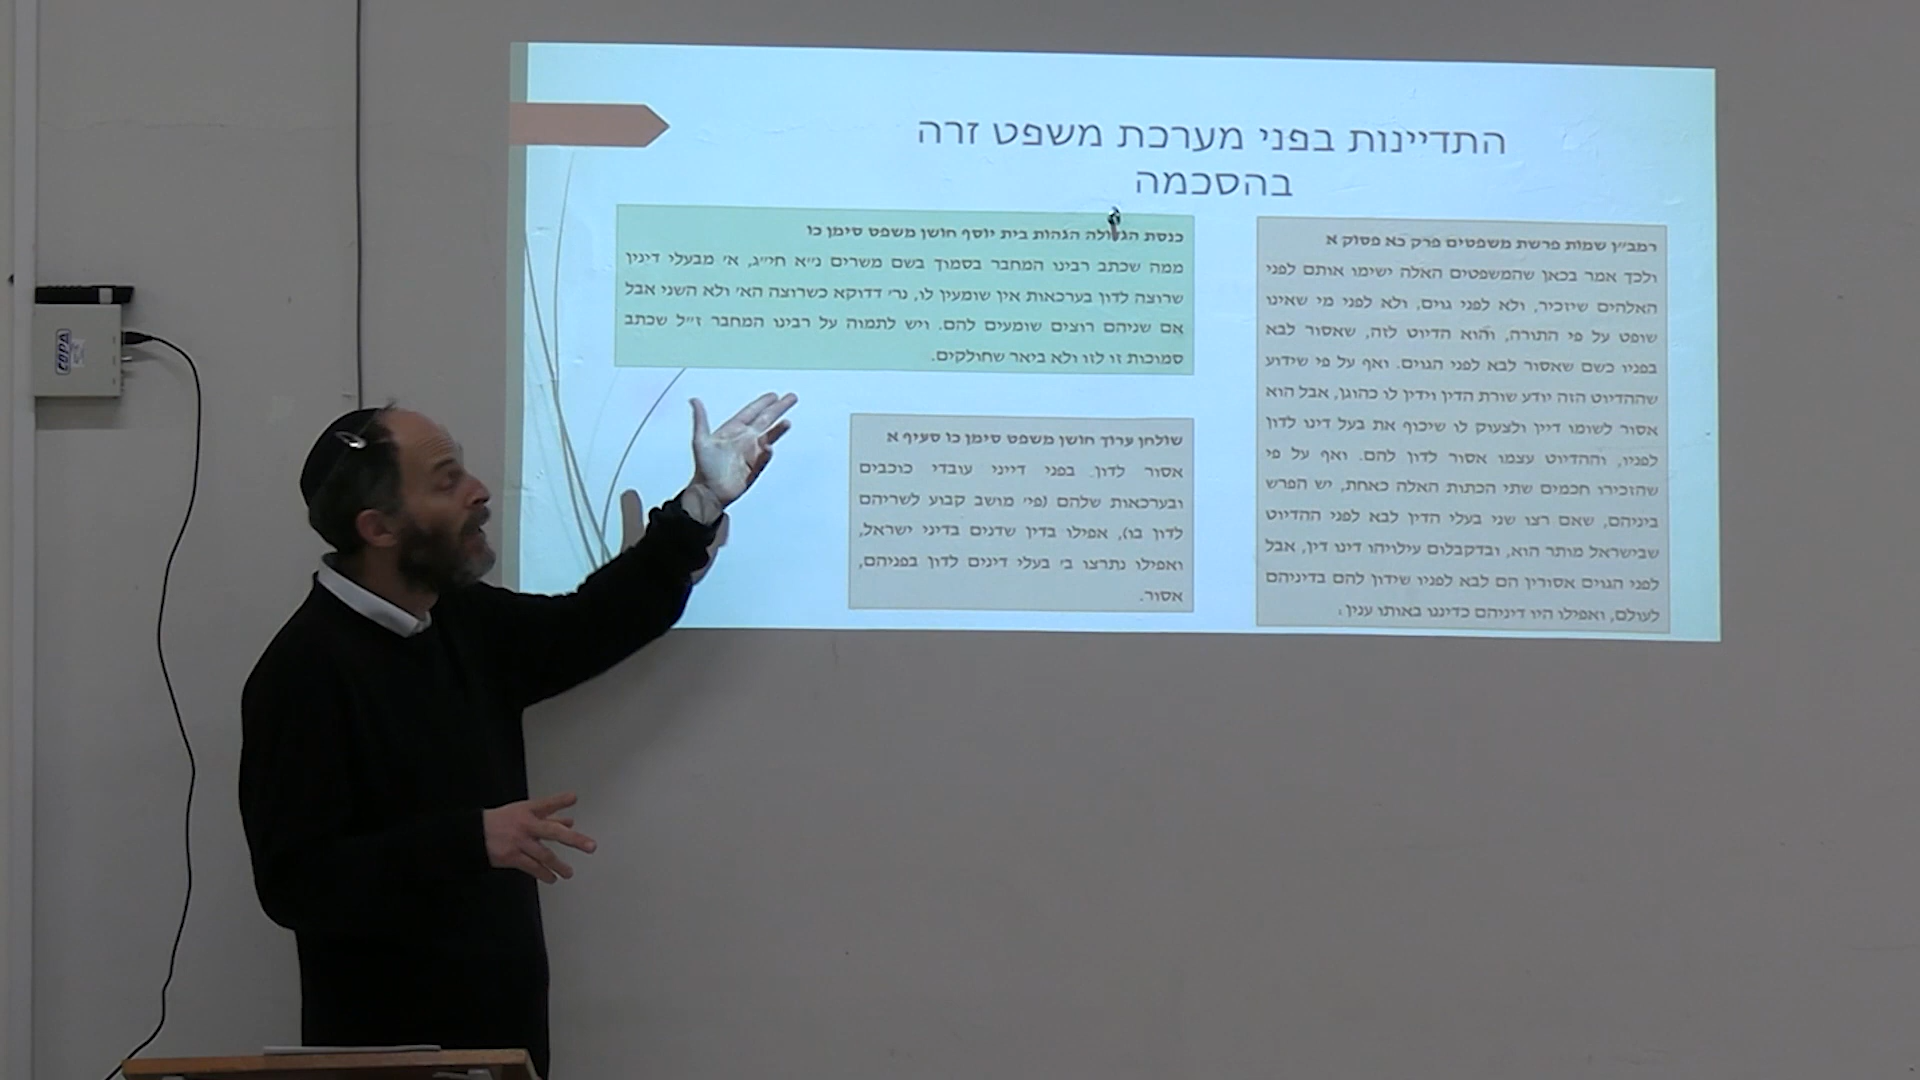 התדיינות בפני מערכת משפט זרה
בהסכמה
רמב״ן שמות פרשת משפטים פרק כא פסוק א
ולכך אמר בכאן שהמשפטים האלה ישימו אותם לפני
האלהים שיזכיר, ולא לפני גוים, ולא לפני מי שאינו
שופט על פי התורה, והוא הדיוט לזה, שאסור לבא
בפניו כשם שאסור לבא לפני הגוים. ואף על פי שידוע
שההדיוט הזה יודע שורת הדין וידין לו כהוגן, אבל הוא
אסור לשומו דיין ולצעוק לו שיכוף את בעל דינו לדון
לפניו, וההדיוט עצמו אסור לדון להם. ואף על פי
שהזכירו חכמים שתי הכתות האלה כאחת, יש הפרש
ביניהם, שאם רצו שני בעלי הדין לבא לפני ההדיוט
שבישראל מותר הוא, ובדקבלום עילויהו דינו דין, אבל
לפני הגוים אסורין הם לבא לפניו שידון להם בדיניהם
לעולם, ואפילו היו דיניהם כדיננו באותו ענין:
כנסת הגדולה הגהות בית יוסף חושן משפט סימן כו
ממה שכתב רבינו המחבר בסמוך בשם משרים נ״א חי״ג, א׳ מבעלי דינין
שרוצה לדון בערכאות אין שומעין לו, נר׳ דדוקא כשרוצה הא׳ ולא השני אבל
אם שניהם רוצים שומעים להם. ויש לתמוה על רבינו המחבר ז״ל שכתב
סמוכות זו לזו ולא ביאר שחולקים.
שולחן ערוך חושן משפט סימן כו סעיף א
אסור לדון בפני דייני עובדי כוכבים
ובערכאות שלהם (פי׳ מושב קבוע לשריהם
לדון בו), אפילו בדין שדנים בדיני ישראל,
ואפילו נתרצו ב׳ בעלי דינים לדון בפניהם,
אסור.
COPA